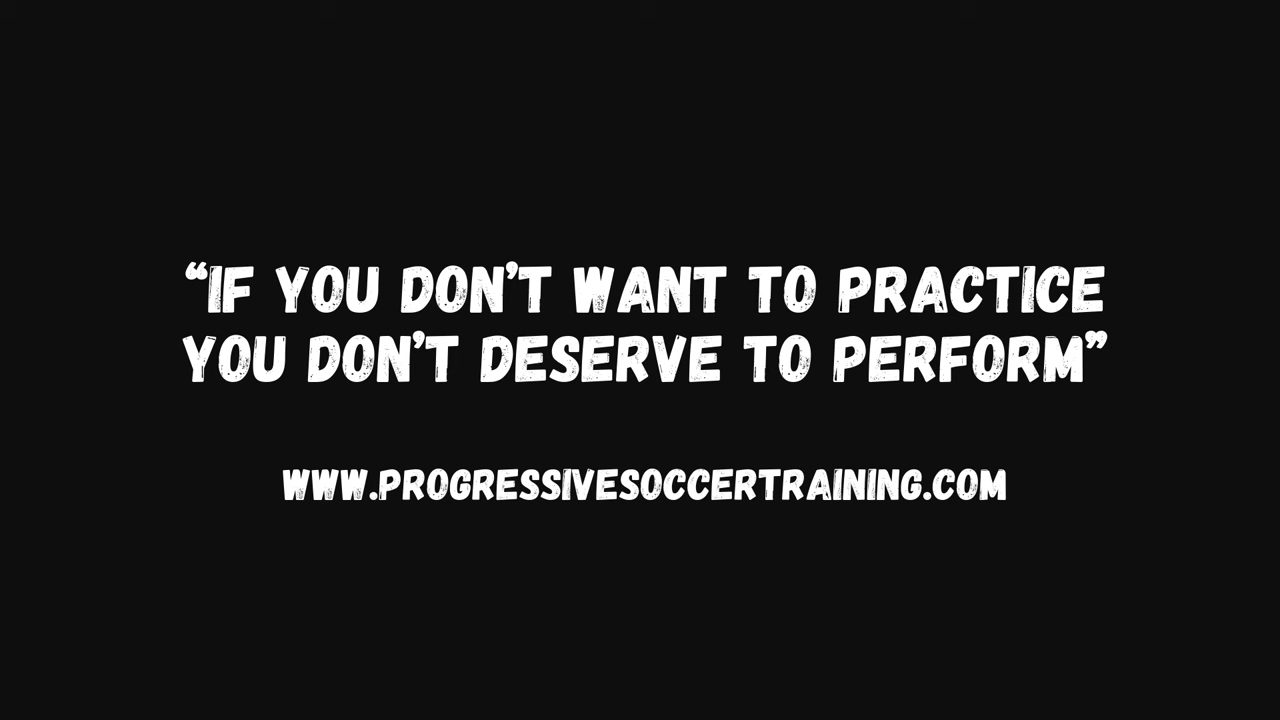 “IF YOU DON’T WANT TO PRACTICE
YOU DON’T DESERVE TO PERFORM”
WWW.PROGRESSIVESOCCERTRAINING.COM